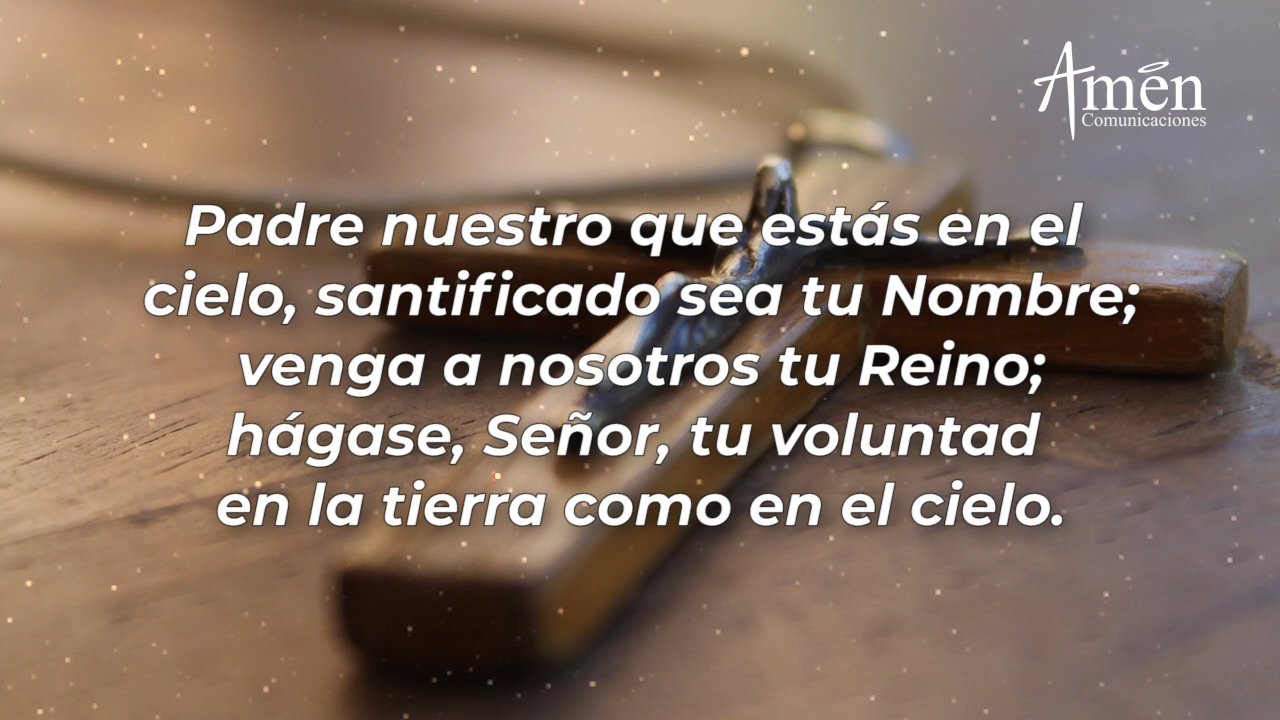 Amén
Comunicaciones
Padre nuestro que estás en el
cielo, santificado sea tu Nombre;
venga a nosotros tu Reino;
hágase, Señor, tu voluntad
en la tierra como en el cielo.